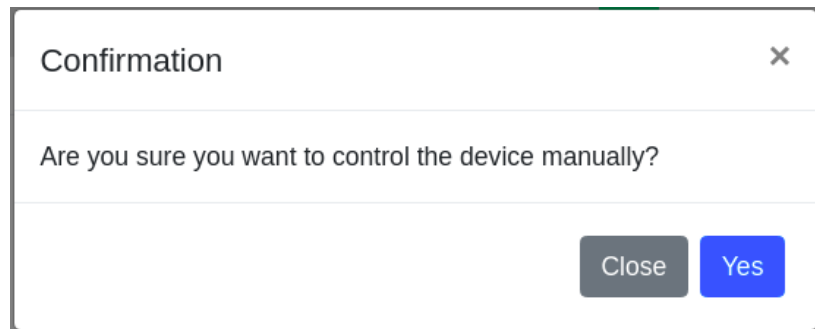 Confirmation ×
Are you sure you want to control the device manually?
Close Yes